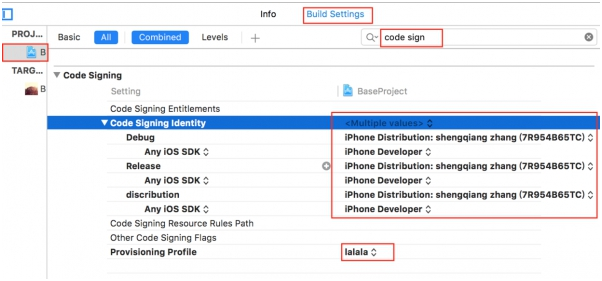 Info Build Settings
PROJ... Basic All Combined Levels + code sign
B
TARG...
B
Code Signing
Setting BaseProject
Code Signing Entitlements
Code Signing Identity <Multiple values>
Debug iPhone Distribution: shengqiang zhang (7R954B65TC)
Any iOS SDK iPhone Developer
Release iPhone Distribution: shengqiang zhang (7R954B65TC)
Any iOS SDK iPhone Developer
discribution iPhone Distribution: shengqiang zhang (7R954B65TC)
Any iOS SDK iPhone Developer
Code Signing Resource Rules Path
Other Code Signing Flags
Provisioning Profile lalala